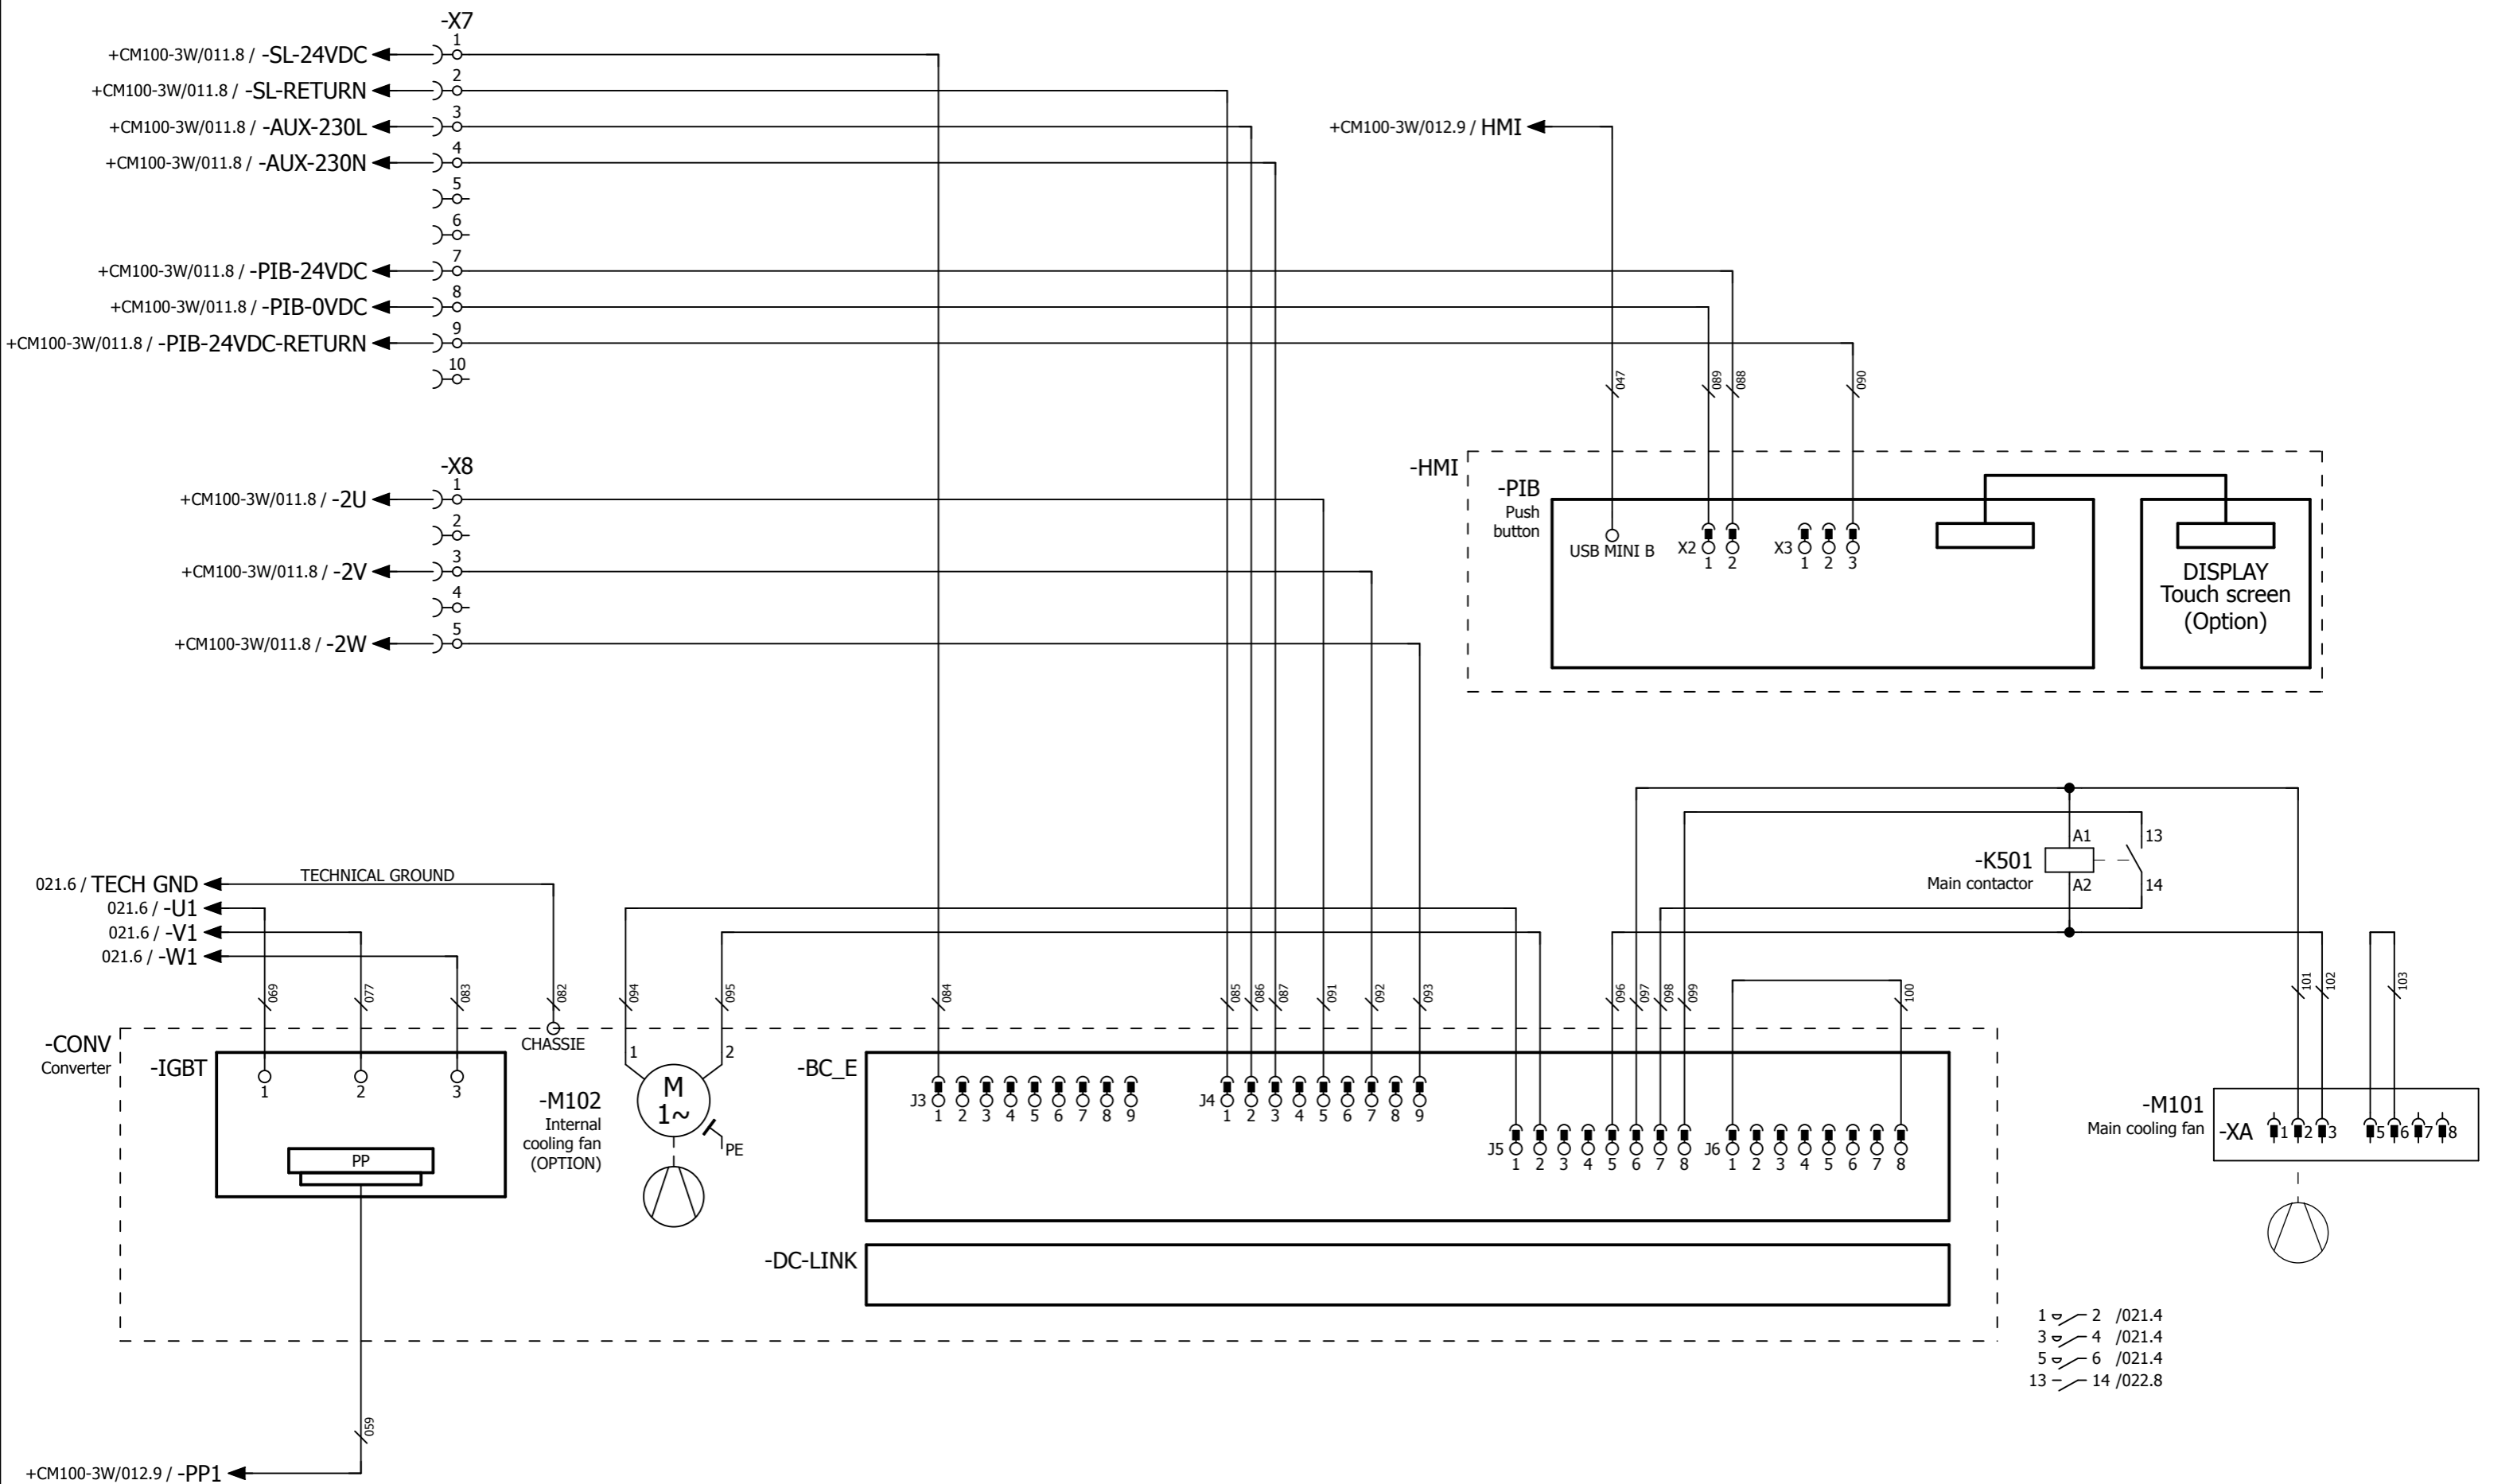 -X7
1
+CM100-3W/011.8 / -SL-24VDC
2
+CM100-3W/011.8 / -SL-RETURN
3
+CM100-3W/011.8 / -AUX-230L
+CM100-3W/012.9 / HMI
4
+CM100-3W/011.8 / -AUX-230N
5
6
7
+CM100-3W/011.8 / -PIB-24VDC
8
+CM100-3W/011.8 / -PIB-0VDC
9
+CM100-3W/011.8 / -PIB-24VDC-RETURN
10
047 089 088 090
-X8
1
+CM100-3W/011.8 / -2U
2
3
+CM100-3W/011.8 / -2V
4
5
+CM100-3W/011.8 / -2W
-HMI
-PIB
Push
button
USB MINI B
X2
1 2
X3
1 2 3
DISPLAY
Touch screen
(Option)
A1
13
-K501
Main contactor
A2
14
021.6 / TECH GND
TECHNICAL GROUND
021.6 / -U1
021.6 / -V1
021.6 / -W1
069 077 083 082 094 095 084 085 086 087 091 092 093 096 097 098 099 100 101 102 103
-CONV
Converter
-IGBT
1 2 3
PP
CHASSIE
1 2
M
1~
PE
-M102
Internal
cooling fan
(OPTION)
-BC_E
J3
1 2 3 4 5 6 7 8 9
J4
1 2 3 4 5 6 7 8 9
J5
1 2 3 4 5 6 7 8
J6
1 2 3 4 5 6 7 8
-M101
Main cooling fan
-XA
1 2 3 5 6 7 8
-DC-LINK
1 2 /021.4
3 4 /021.4
5 6 /021.4
13 14 /022.8
059
+CM100-3W/012.9 / -PP1